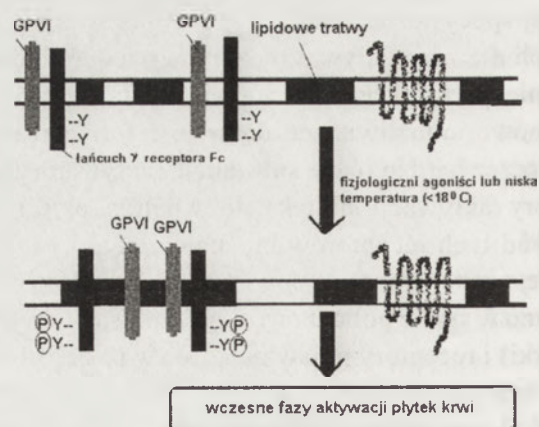 GPVI
GPVI
lipidowe tratwy
--Y
--Y
--Y
--Y
łańcuch γ receptora Fc
fizjologiczni agoniści lub niska
temperatura (<18°C)
GPVI
GPVI
PY--
PY--
--YP
--YP
wczesne fazy aktywacji płytek krwi